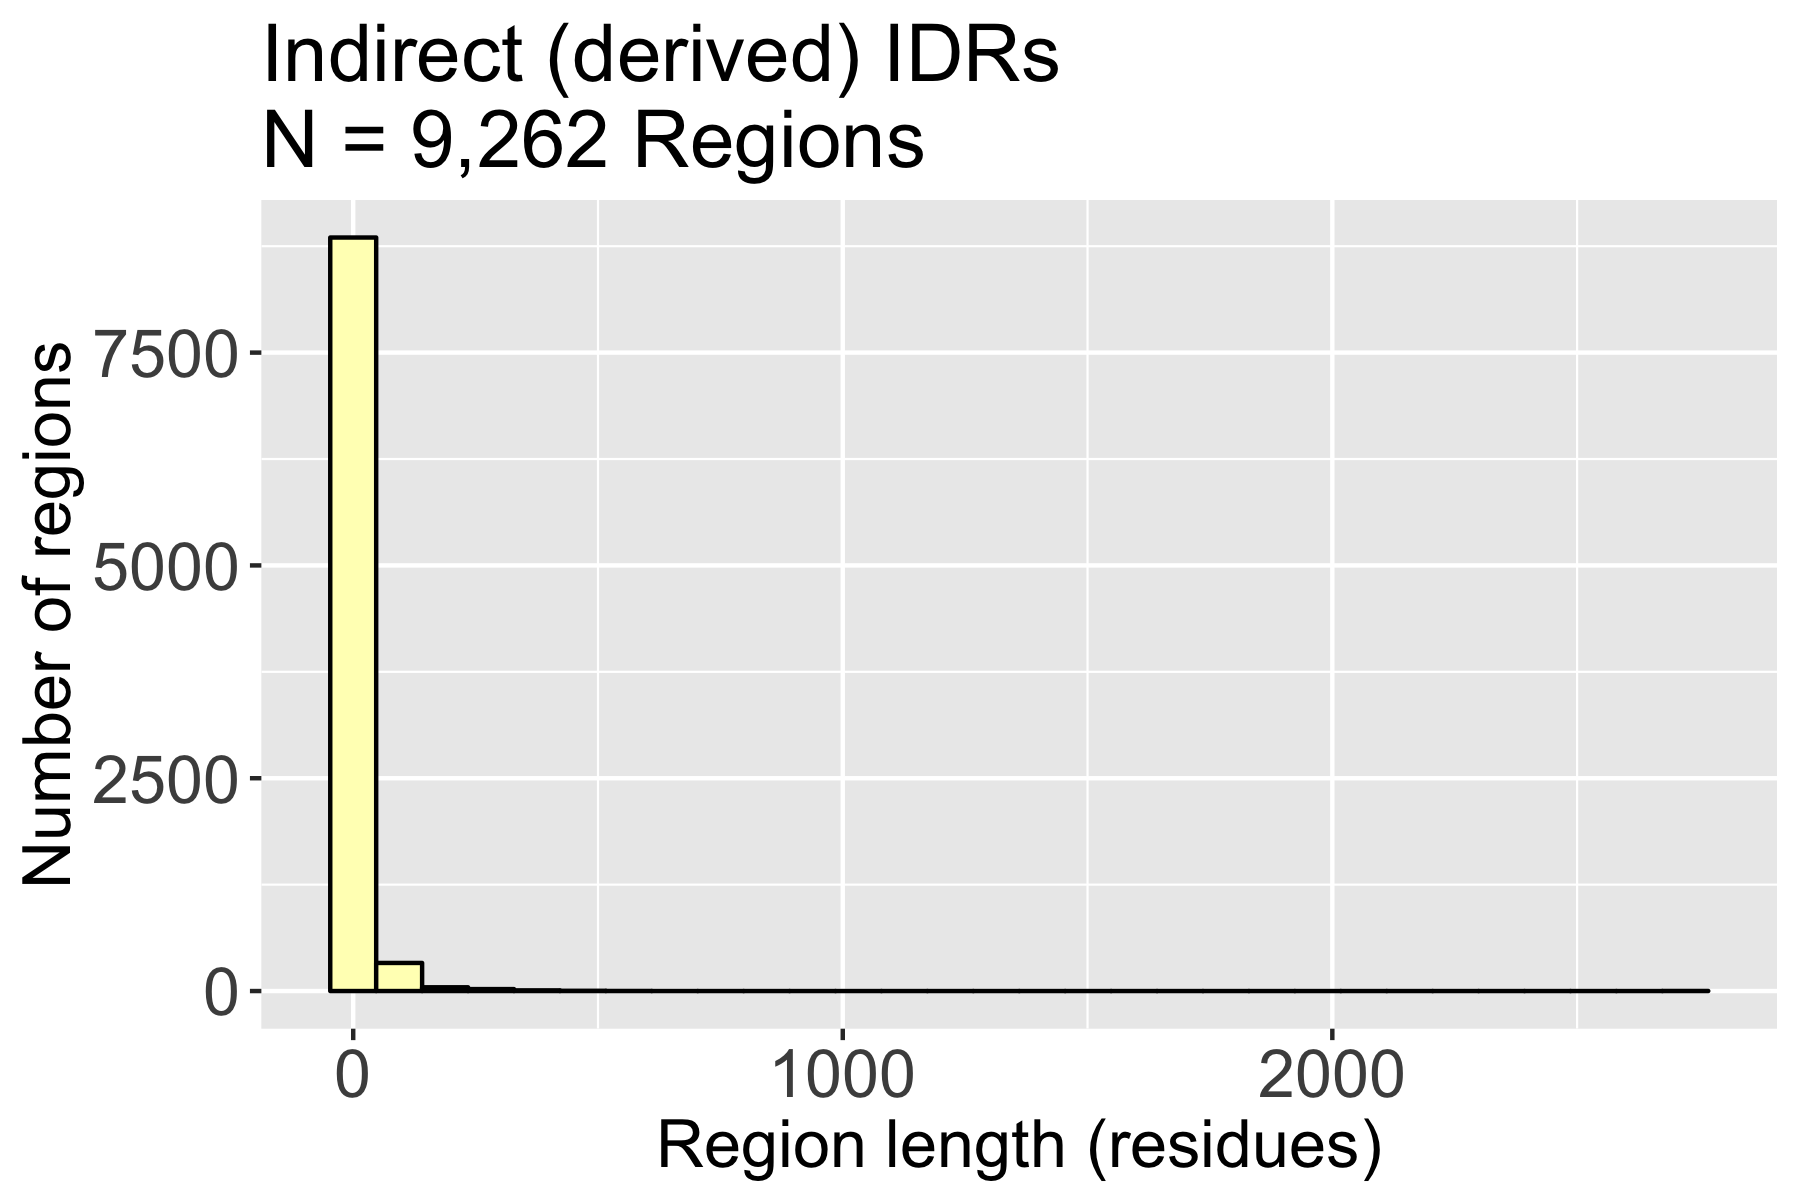 Indirect (derived) IDRs
N = 9,262 Regions
Number of regions
7500
5000
2500
0
0 1000 2000
Region length (residues)